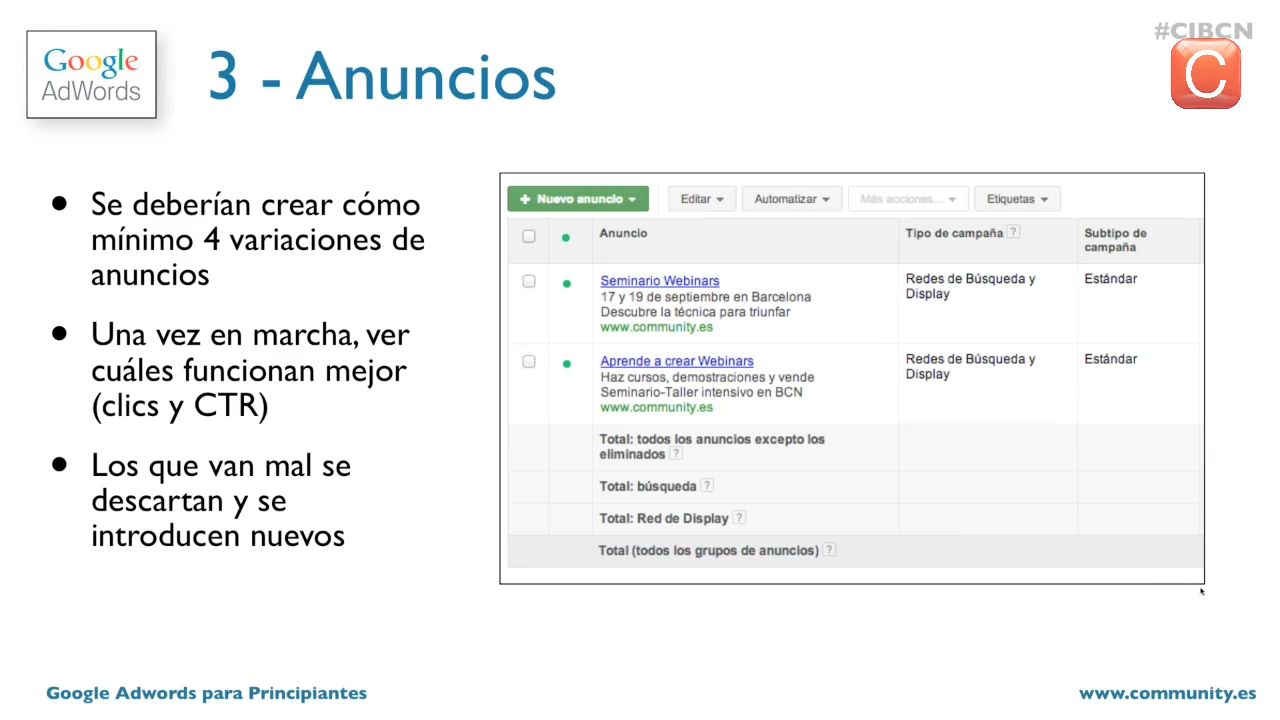 #CIBCN
Google
AdWords
C
3 - Anuncios
• Se deberían crear cómo
mínimo 4 variaciones de
anuncios
• Una vez en marcha, ver
cuáles funcionan mejor
(clics y CTR)
• Los que van mal se
descartan y se
introducen nuevos
+ Nuevo anuncio Editar Automatizar Más acciones... Etiquetas
Anuncio Tipo de campaña ? Subtipo de
campaña
Seminario Webinars Redes de Búsqueda y Estándar
17 y 19 de septiembre en Barcelona Display
Descubre la técnica para triunfar
www.community.es
Aprende a crear Webinars Redes de Búsqueda y Estándar
Haz cursos, demostraciones y vende Display
Seminario-Taller intensivo en BCN
www.community.es
Total: todos los anuncios excepto los
eliminados ?
Total: búsqueda ?
Total: Red de Display ?
Total (todos los grupos de anuncios) ?
Google Adwords para Principiantes www.community.es